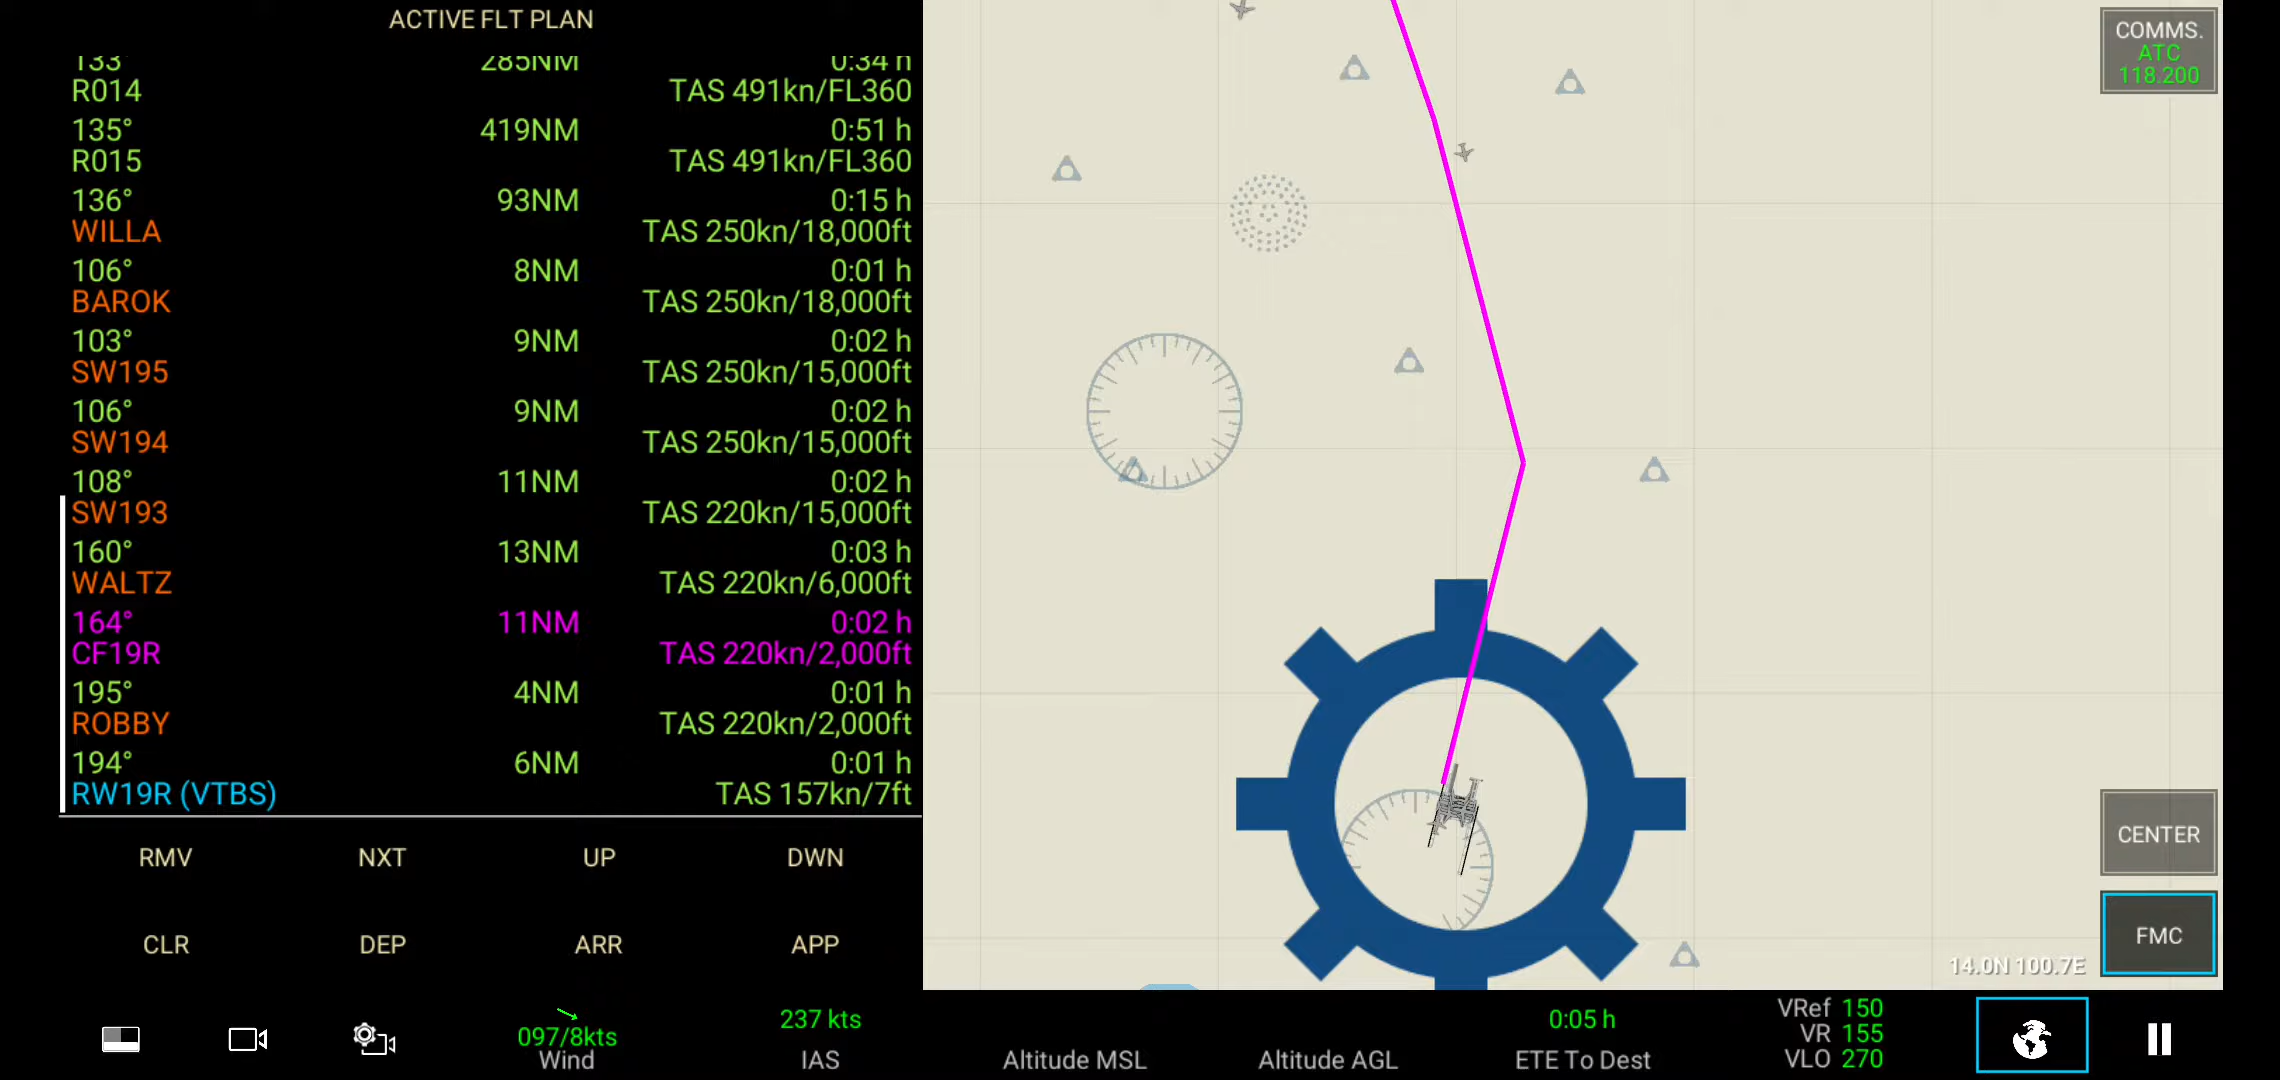 ACTIVE FLT PLAN
133° 285NM 0:34 h
R014 TAS 491kn/FL360
135° 419NM 0:51 h
R015 TAS 491kn/FL360
136° 93NM 0:15 h
WILLA TAS 250kn/18,000ft
106° 8NM 0:01 h
BAROK TAS 250kn/18,000ft
103° 9NM 0:02 h
SW195 TAS 250kn/15,000ft
106° 9NM 0:02 h
SW194 TAS 250kn/15,000ft
108° 11NM 0:02 h
SW193 TAS 220kn/15,000ft
160° 13NM 0:03 h
WALTZ TAS 220kn/6,000ft
164° 11NM 0:02 h
CF19R TAS 220kn/2,000ft
195° 4NM 0:01 h
ROBBY TAS 220kn/2,000ft
194° 6NM 0:01 h
RW19R (VTBS) TAS 157kn/7ft
RMV NXT UP DWN
CLR DEP ARR APP
COMMS.
ATC
118.200
CENTER
FMC
14.0N 100.7E
097/8kts
Wind
237 kts
IAS
Altitude MSL
Altitude AGL
0:05 h
ETE To Dest
VRef 150
VR 155
VLO 270